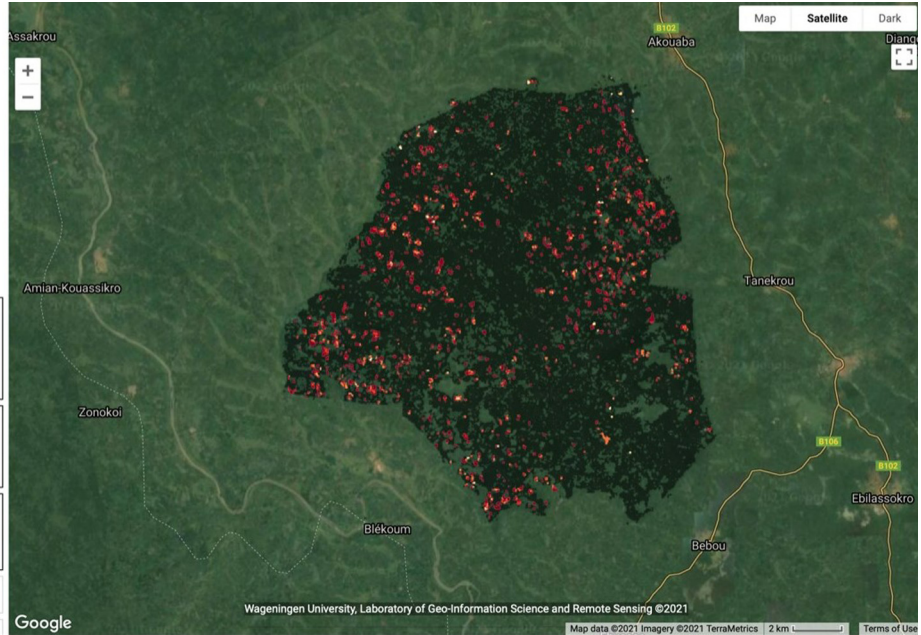 Map Satellite Dark
B102
Assakrou
Akouaba
+
−
Tanekrou
Amian-Kouassikro
Zonokoi
B106
B102
Ebilassokro
Blékoum
Bebou
Wageningen University, Laboratory of Geo-Information Science and Remote Sensing ©2021
Google
Map data ©2021 Imagery ©2021 TerraMetrics 2 km Terms of Use